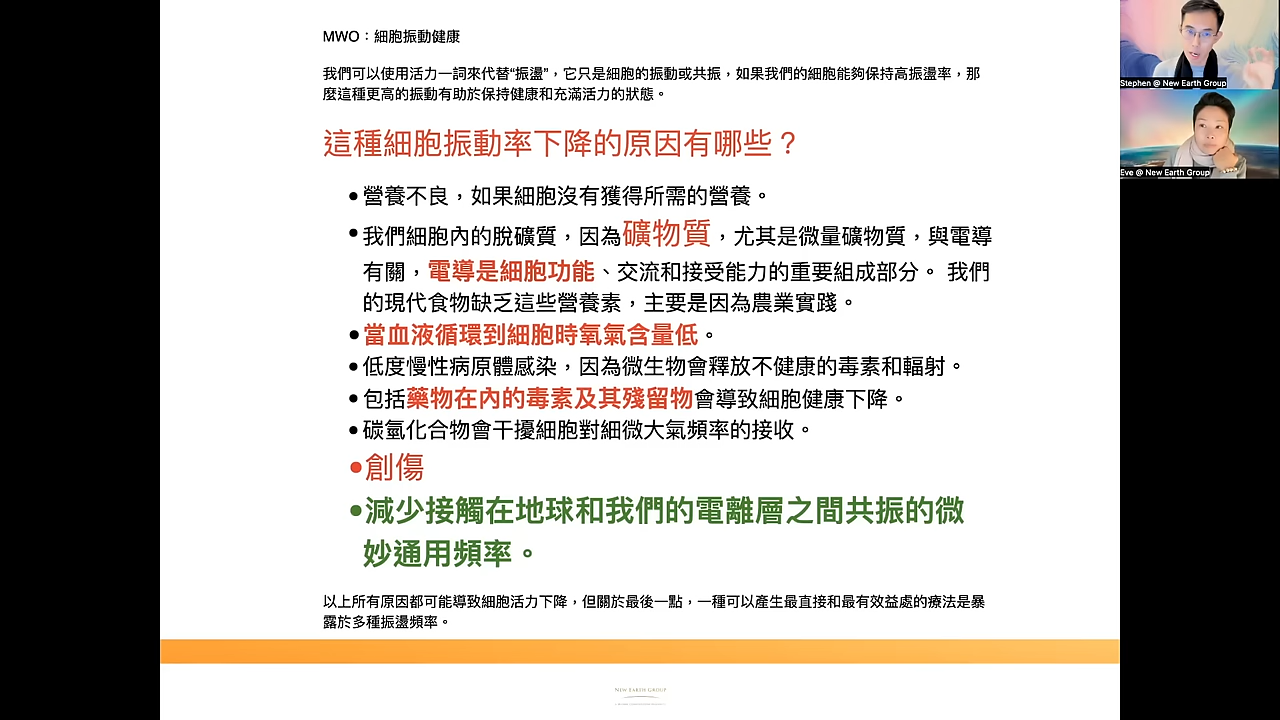 MWO：細胞振動健康
我們可以使用活力一詞來代替“振盪”，它只是細胞的振動或共振，如果我們的細胞能夠保持高振盪率，那
麼這種更高的振動有助於保持健康和充滿活力的狀態。
這種細胞振動率下降的原因有哪些？
•營養不良，如果細胞沒有獲得所需的營養。
•我們細胞內的脫礦質，因為礦物質，尤其是微量礦物質，與電導
有關，電導是細胞功能、交流和接受能力的重要組成部分。 我們
的現代食物缺乏這些營養素，主要是因為農業實踐。
•當血液循環到細胞時氧氣含量低。
•低度慢性病原體感染，因為微生物會釋放不健康的毒素和輻射。
•包括藥物在內的毒素及其殘留物會導致細胞健康下降。
•碳氫化合物會干擾細胞對細微大氣頻率的接收。
•創傷
•減少接觸在地球和我們的電離層之間共振的微
妙通用頻率。
以上所有原因都可能導致細胞活力下降，但關於最後一點，一種可以產生最直接和最有效益處的療法是暴
露於多種振盪頻率。
NEW EARTH GROUP
Stephen @ New Earth Group
Eve @ New Earth Group